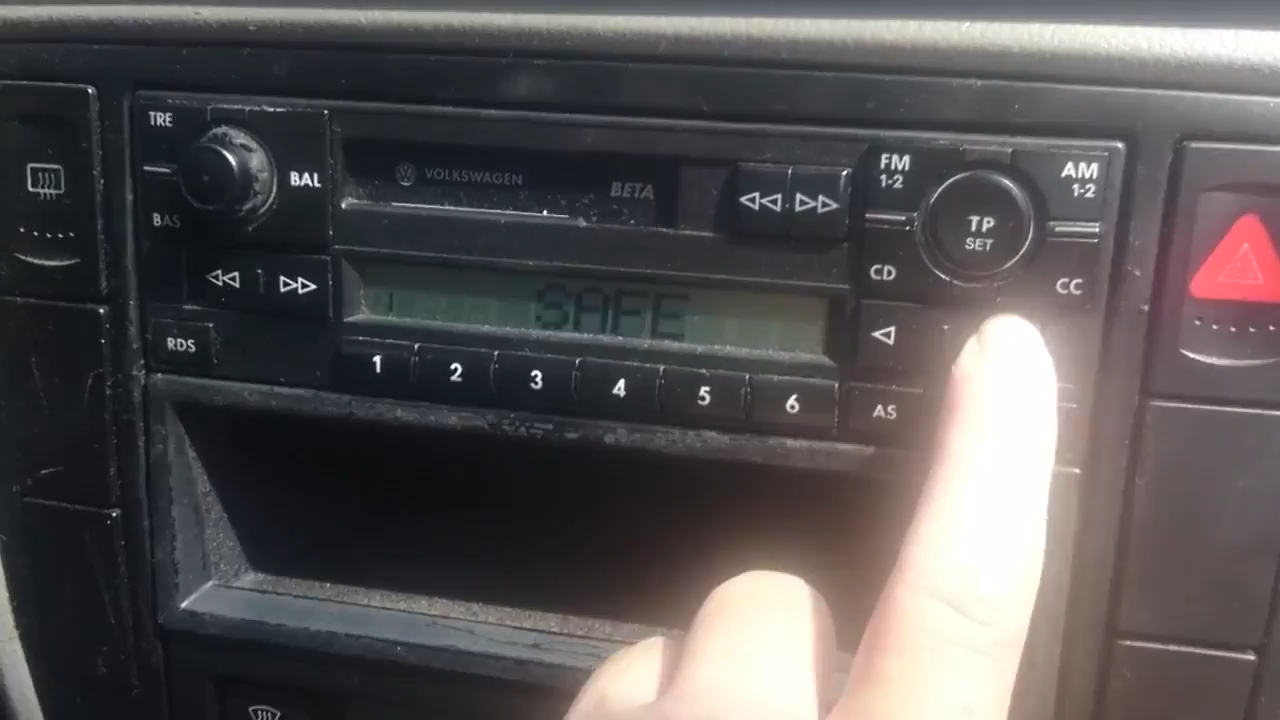 TRE
BAL
BAS
VOLKSWAGEN
BETA
FM
1-2
AM
1-2
TP
SET
CD
CC
RDS
1 SAFE
1 2 3 4 5 6
AS